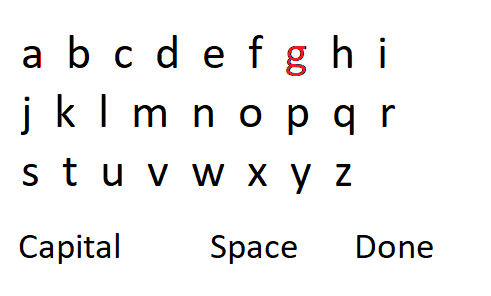 a b c d e f g h i
j k l m n o p q r
s t u v w x y z
Capital Space Done